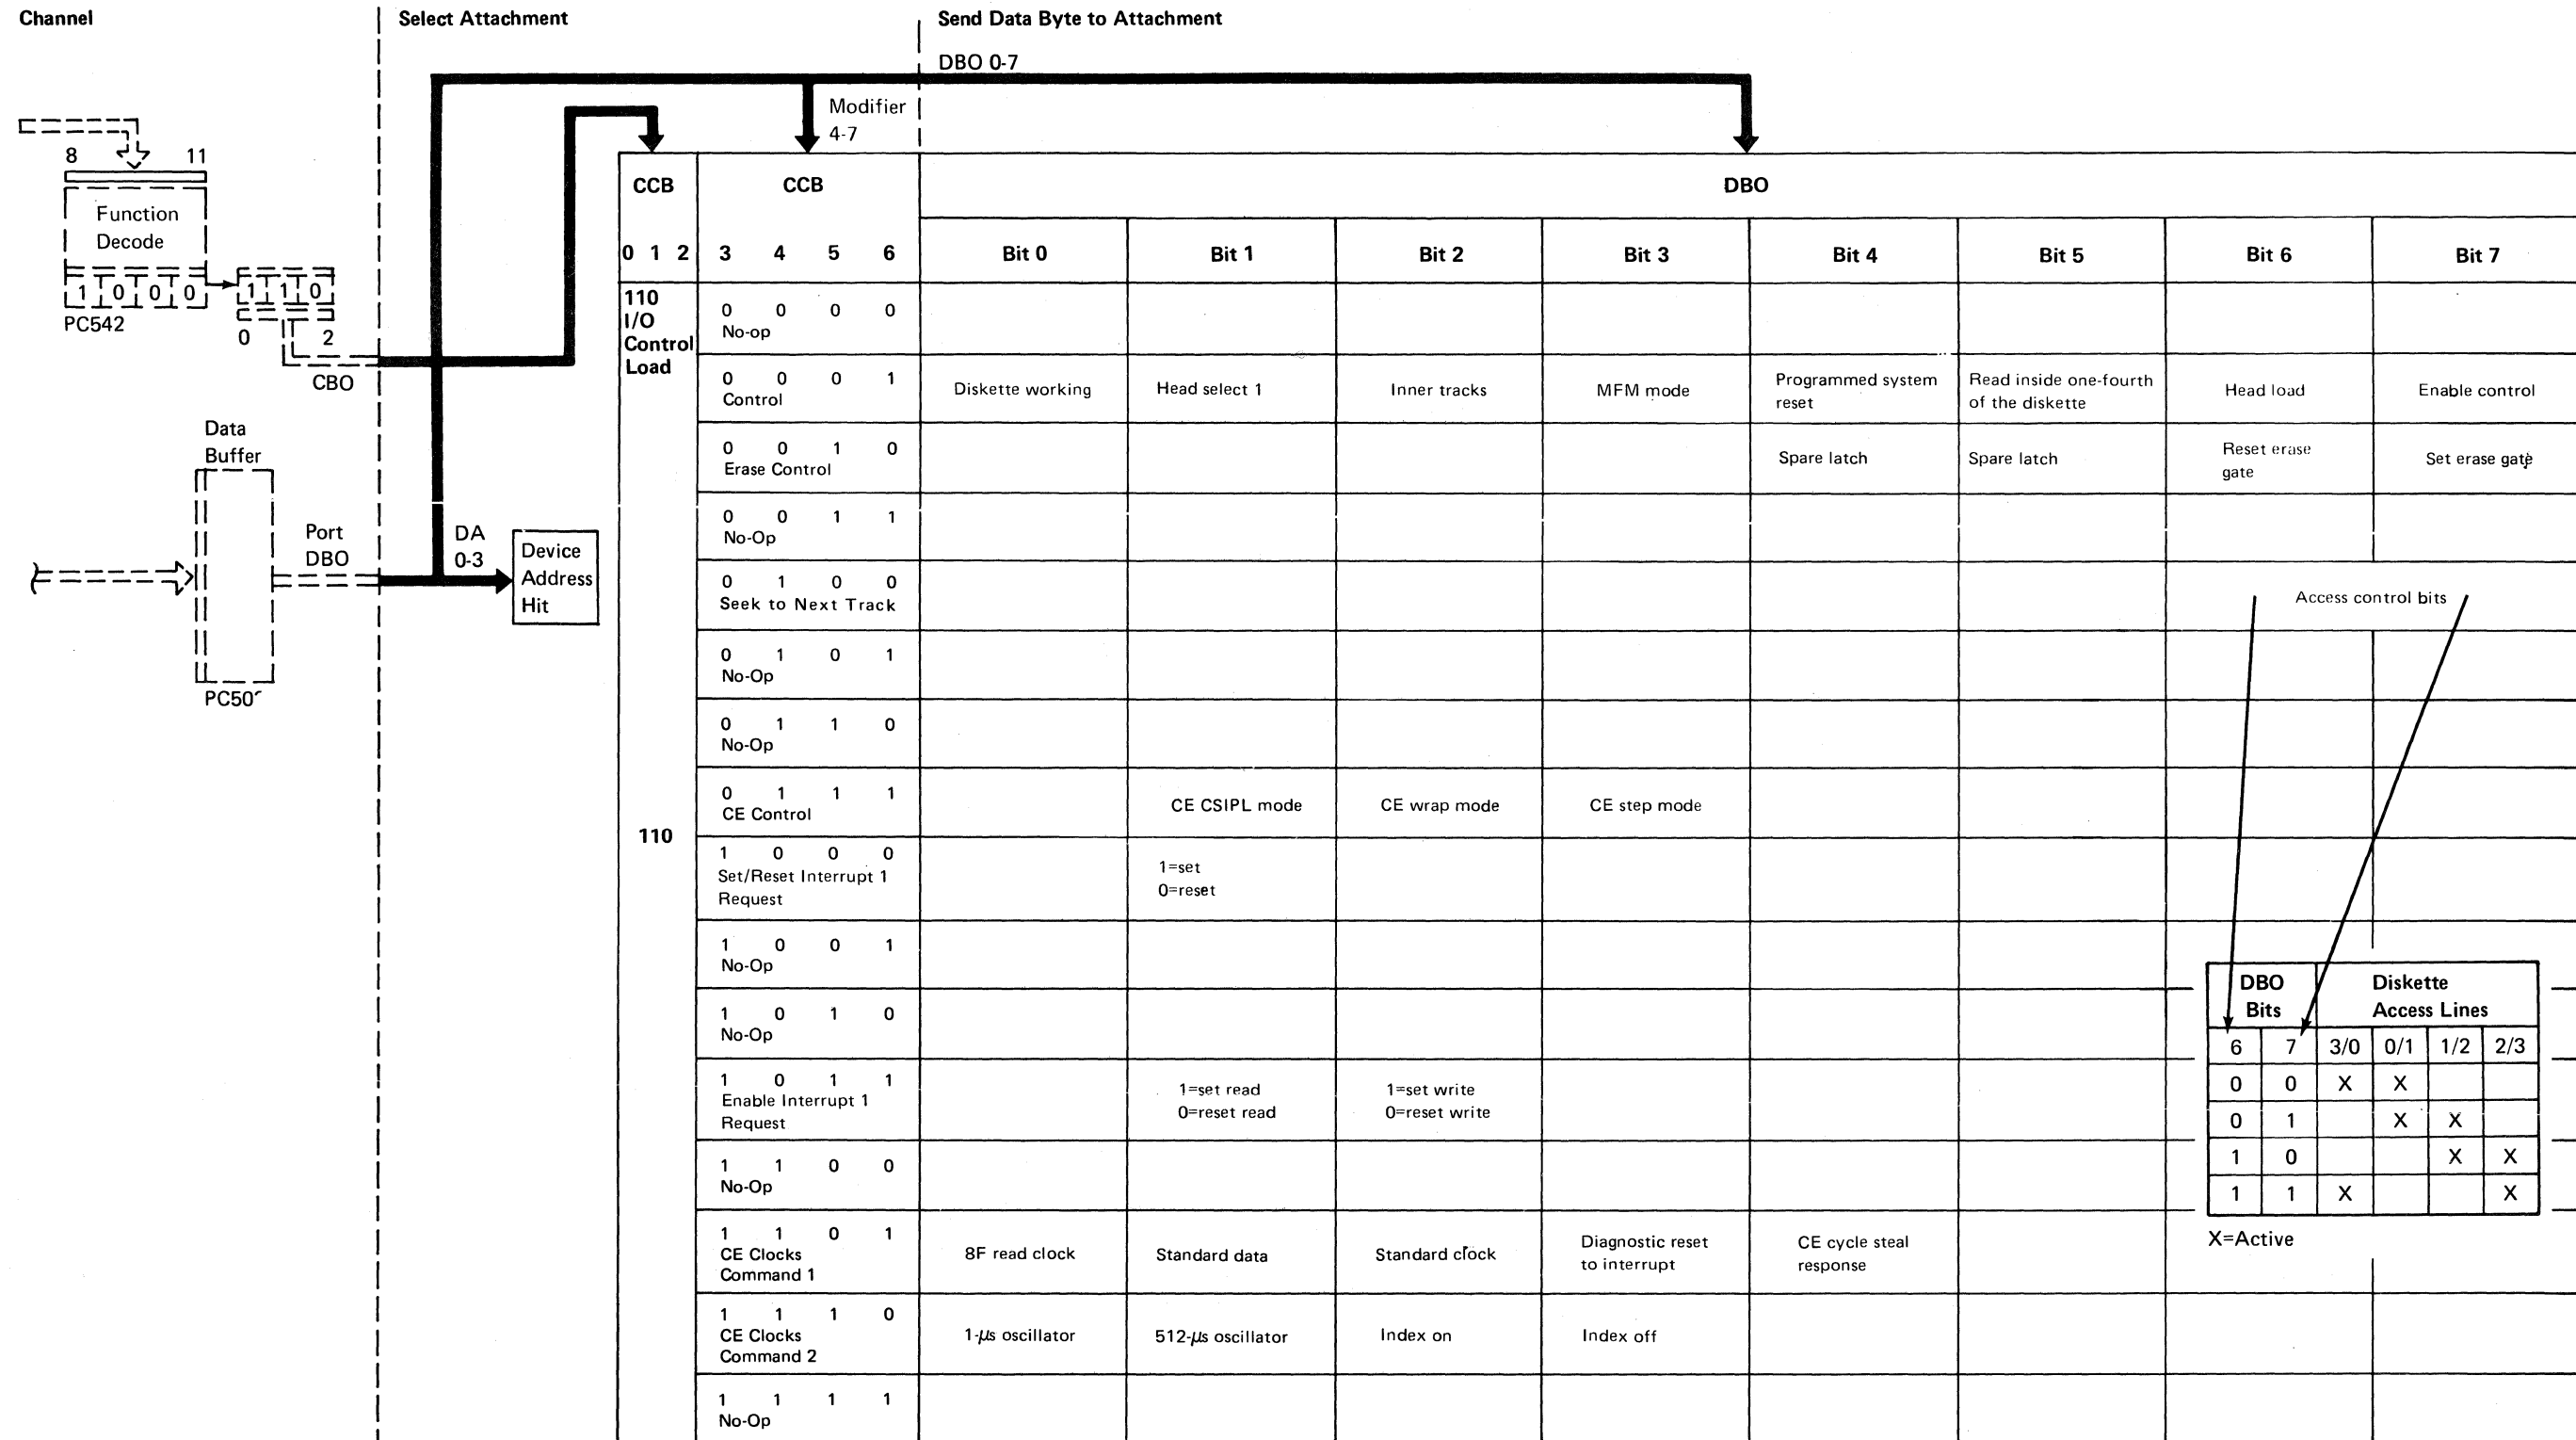 Channel
Select Attachment
Send Data Byte to Attachment
DBO 0-7
Modifier
4-7
8 11
Function
Decode
1 0 0 0
1 1 0
PC542
0 2
CBO
Data
Buffer
Port
DBO
DA
0-3
Device
Address
Hit
CCB CCB DBO
0 1 2 3 4 5 6 Bit 0 Bit 1 Bit 2 Bit 3 Bit 4 Bit 5 Bit 6 Bit 7
110
I/O
Control
Load
0 0 0 0
No-op
0 0 0 1
Control
Diskette working
Head select 1
Inner tracks
MFM mode
Programmed system
reset
Read inside one-fourth
of the diskette
Head load
Enable control
0 0 1 0
Erase Control
Spare latch
Spare latch
Reset erase
gate
Set erase gate
0 0 1 1
No-Op
0 1 0 0
Seek to Next Track
Access control bits
0 1 0 1
No-Op
0 1 1 0
No-Op
0 1 1 1
CE Control
CE CSIPL mode
CE wrap mode
CE step mode
110
1 0 0 0
Set/Reset Interrupt 1
Request
1=set
0=reset
1 0 0 1
No-Op
1 0 1 0
No-Op
1 0 1 1
Enable Interrupt 1
Request
1=set read
0=reset read
1=set write
0=reset write
1 1 0 0
No-Op
1 1 0 1
CE Clocks
Command 1
8F read clock
Standard data
Standard clock
Diagnostic reset
to interrupt
CE cycle steal
response
1 1 1 0
CE Clocks
Command 2
1-μs oscillator
512-μs oscillator
Index on
Index off
1 1 1 1
No-Op
DBO
Bits
Diskette
Access Lines
6 7 3/0 0/1 1/2 2/3
0 0 X X
0 1 X X
1 0 X X
1 1 X X
X=Active